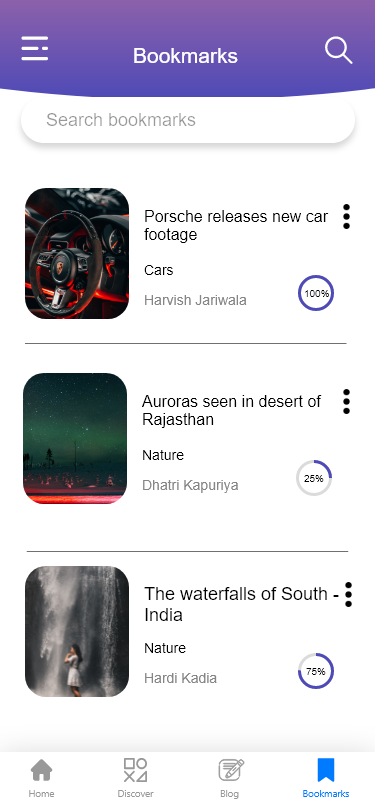 Bookmarks
Search bookmarks
Porsche releases new car
footage
Cars
Harvish Jariwala
100%
Auroras seen in desert of
Rajasthan
Nature
Dhatri Kapuriya
25%
The waterfalls of South -
India
Nature
Hardi Kadia
75%
Home
Discover
Blog
Bookmarks